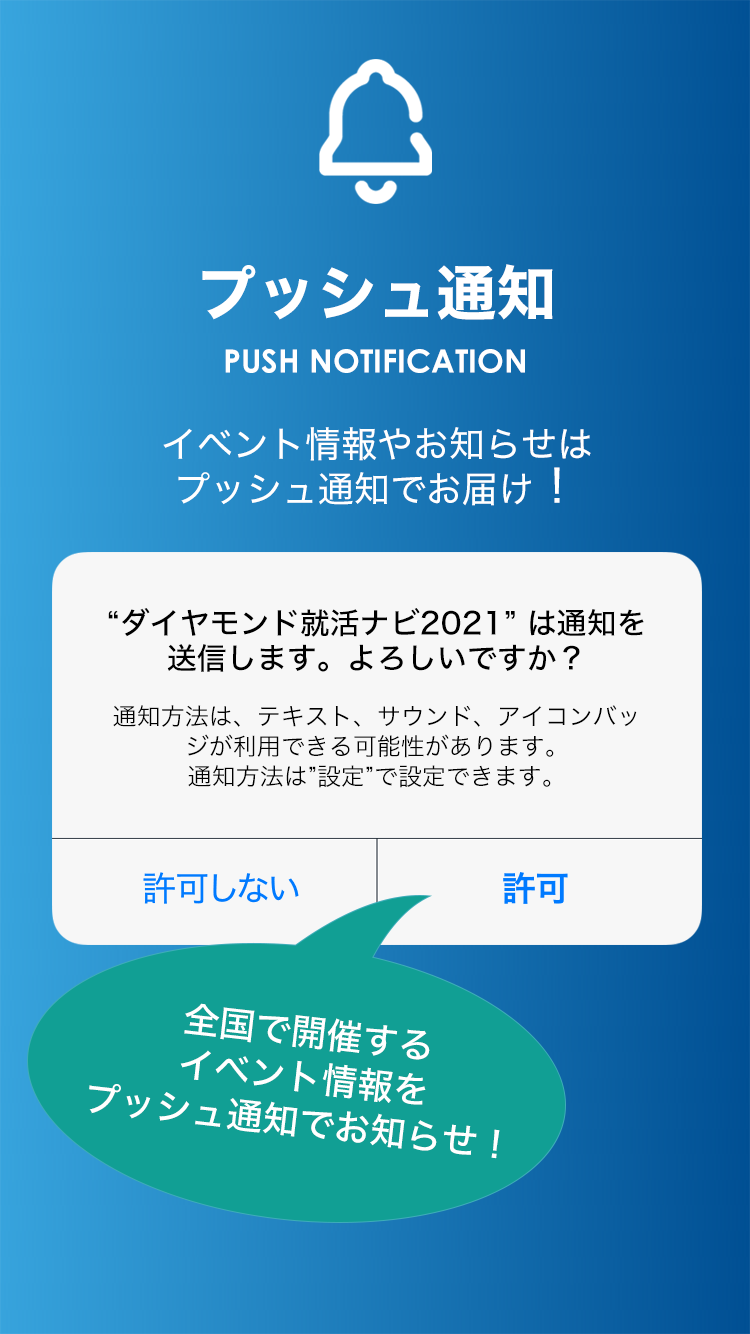 プッシュ通知
PUSH NOTIFICATION
イベント情報やお知らせは
プッシュ通知でお届け！
“ダイヤモンド就活ナビ2021” は通知を
送信します。よろしいですか？
通知方法は、テキスト、サウンド、アイコンバッ
ジが利用できる可能性があります。
通知方法は”設定”で設定できます。
許可しない
許可
全国で開催する
イベント情報を
プッシュ通知でお知らせ！